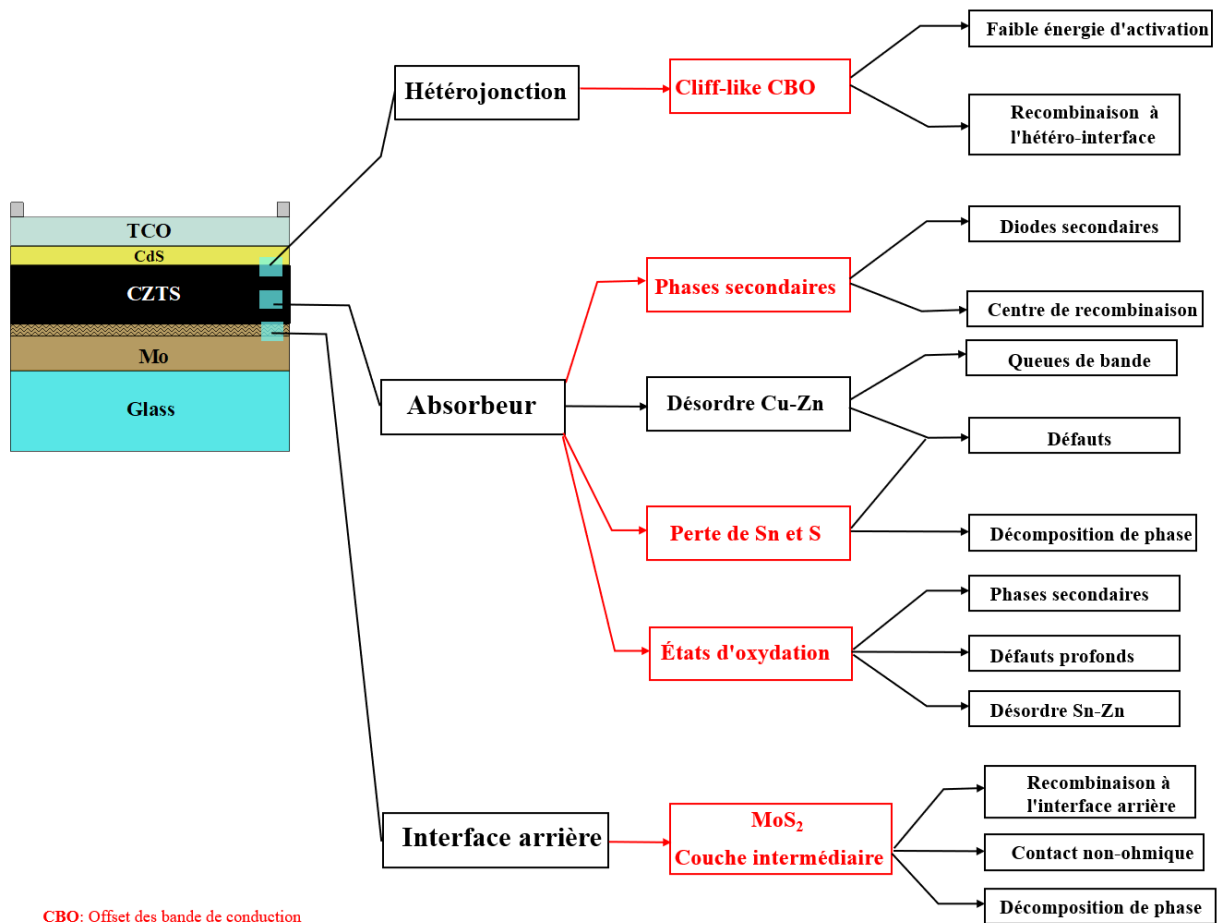 Faible énergie d'activation
Hétérojonction
Cliff-like CBO
Recombinaison à
l'hétéro-interface
TCO
CdS
CZTS
Mo
Glass
Diodes secondaires
Phases secondaires
Centre de recombinaison
Queues de bande
Absorbeur
Désordre Cu-Zn
Défauts
Perte de Sn et S
Décomposition de phase
Phases secondaires
États d'oxydation
Défauts profonds
Désordre Sn-Zn
Recombinaison à
l'interface arrière
Interface arrière
MoS₂
Couche intermédiaire
Contact non-ohmique
Décomposition de phase
CBO: Offset des bande de conduction